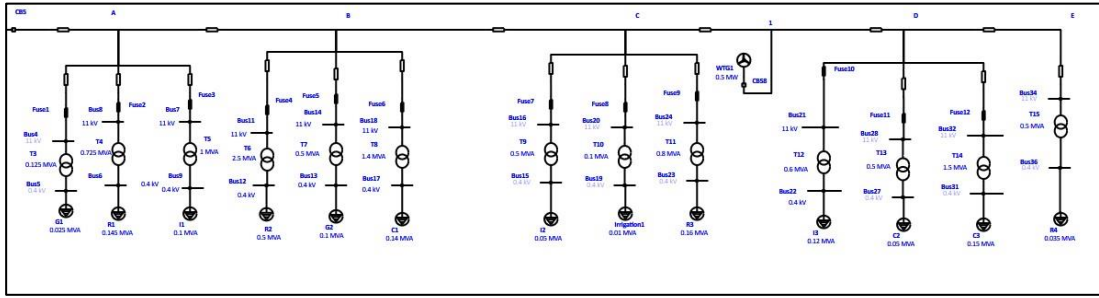 CB5
A
B
C
1
D
E
WTG1
0.5 MW
CB58
Fuse1
Bus4
11 kV
T3
0.125 MVA
Bus5
0.4 kV
G1
0.025 MVA
Bus8
Fuse2
11 kV
T4
0.725 MVA
Bus6
R1
0.145 MVA
Fuse3
Bus7
11 kV
T5
1 MVA
Bus9
0.4 kV
0.4 kV
I1
0.1 MVA
Fuse4
Bus11
11 kV
T6
2.5 MVA
Bus12
0.4 kV
R2
0.5 MVA
Fuse5
Bus14
11 kV
T7
0.5 MVA
Bus13
0.4 kV
G2
0.1 MVA
Fuse6
Bus18
11 kV
T8
1.4 MVA
Bus17
0.4 kV
C1
0.14 MVA
Fuse7
Bus16
11 kV
T9
0.5 MVA
Bus15
0.4 kV
I2
0.05 MVA
Fuse8
Bus20
11 kV
T10
0.1 MVA
Bus19
0.4 kV
Irrigation1
0.01 MVA
Fuse9
Bus24
11 kV
T11
0.8 MVA
Bus23
0.4 kV
R3
0.16 MVA
Fuse10
Bus21
11 kV
T12
0.6 MVA
Bus22
0.4 kV
I3
0.12 MVA
Fuse11
Bus28
11 kV
T13
0.5 MVA
Bus27
0.4 kV
C2
0.05 MVA
Fuse12
Bus32
11 kV
T14
1.5 MVA
Bus31
0.4 kV
C3
0.15 MVA
Bus34
11 kV
T15
0.5 MVA
Bus36
0.4 kV
R4
0.035 MVA